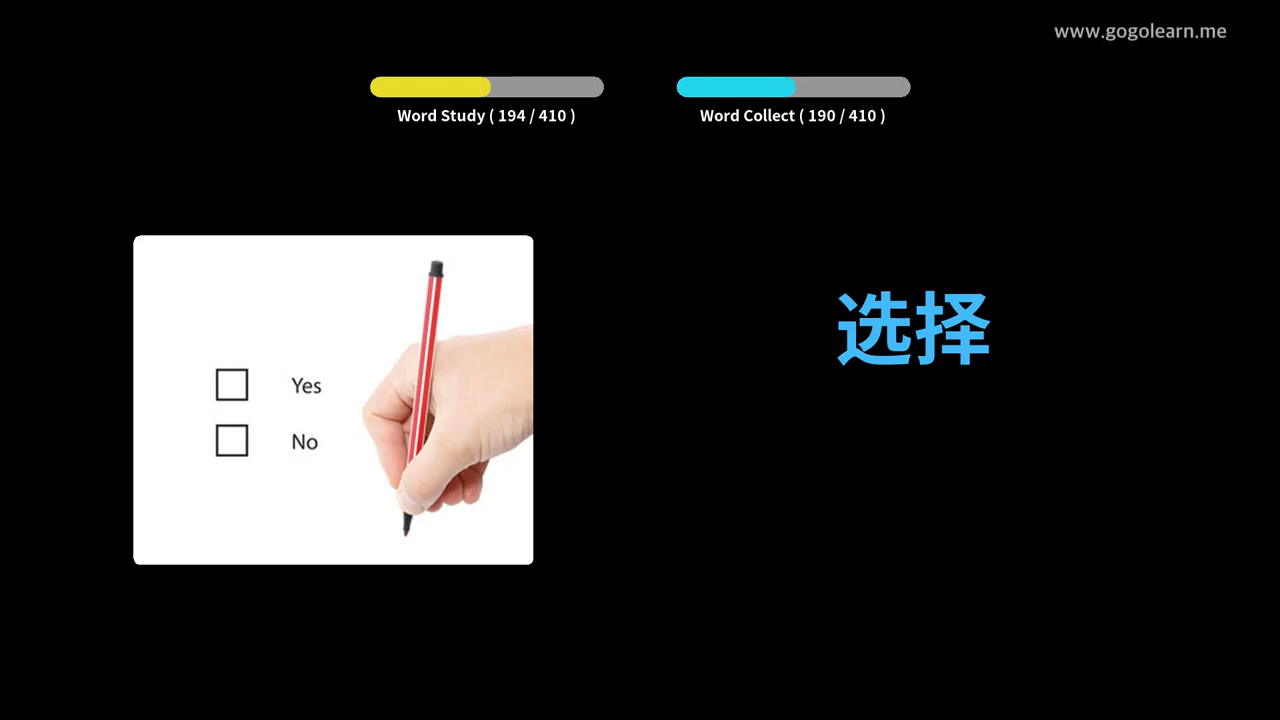 www.gogolearn.me
Word Study ( 194 / 410 )
Word Collect ( 190 / 410 )
选择
Yes
No